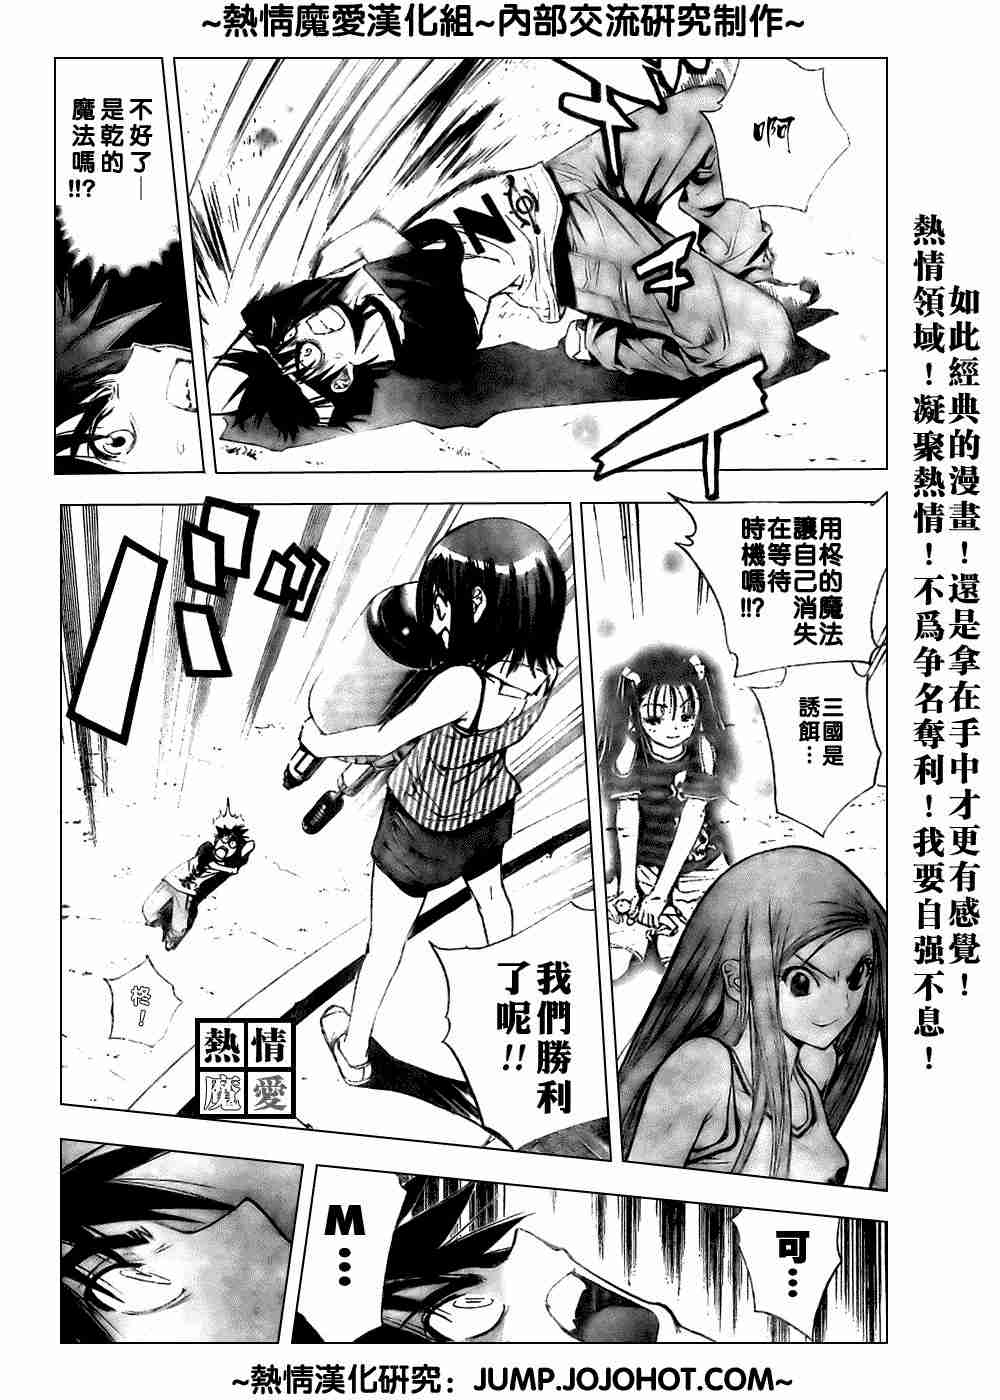 ~熱情魔愛漢化組~內部交流研究制作~
啊
不好了—
是乾的
魔法嗎
!!?
用柊的魔法
讓自己消失
在等待
時機嗎!!?
三國是
誘餌…
我們勝利
了呢!!
柊!
熱情
魔愛
可…
M…
如此經典的漫畫！還是拿在手中才更有感覺！
熱情領域！凝聚熱情！不爲争名奪利！我要自强不息！
~熱情漢化研究：JUMP.JOJOHOT.COM~